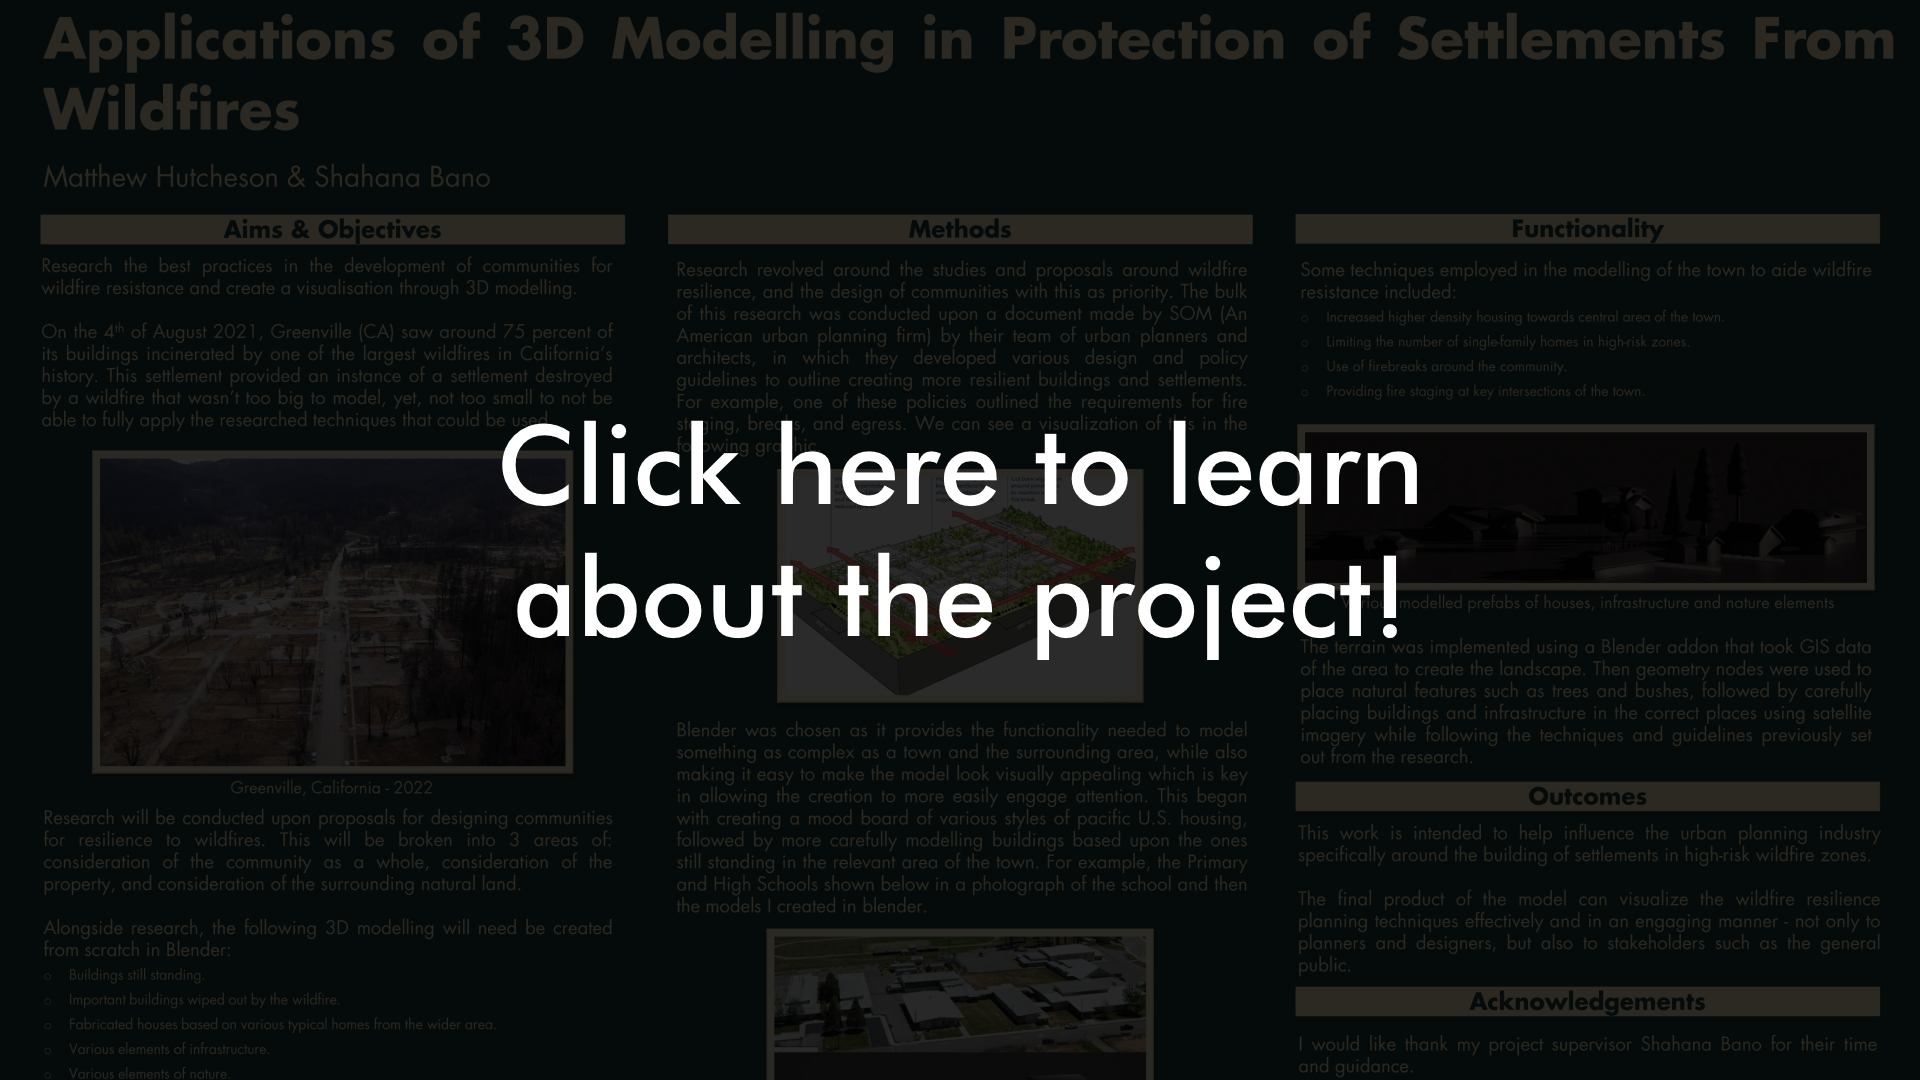 Applications of 3D Modelling in Protection of Settlements From
Wildfires
Matthew Hutcheson & Shahana Bano
Aims & Objectives
Research the best practices in the development of communities for
wildfire resistance and create a visualisation through 3D modelling.
On the 4th of August 2021, Greenville (CA) saw around 75 percent of
its buildings incinerated by one of the largest wildfires in California's
history. This settlement provided an instance of a settlement destroyed
by a wildfire that wasn't too big to model, yet, not too small to not be
able to fully apply the researched techniques that could be used.
Greenville, California - 2022
Research will be conducted upon proposals for designing communities
for resilience to wildfires. This will be broken into 3 areas of:
consideration of the community as a whole, consideration of the
property, and consideration of the surrounding natural land.
Alongside research, the following 3D modelling will need be created
from scratch in Blender:
○ Buildings still standing.
○ Important buildings wiped out by the wildfire.
○ Fabricated houses based on various typical homes from the wider area.
○ Various elements of infrastructure.
○ Various elements of nature.
Methods
Research revolved around the studies and proposals around wildfire
resilience, and the design of communities with this as priority. The bulk
of this research was conducted upon a document made by SOM (An
American urban planning firm) by their team of urban planners and
architects, in which they developed various design and policy
guidelines to outline creating more resilient buildings and settlements.
For example, one of these policies outlined the requirements for fire
staging, breaks, and egress. We can see a visualization of this in the
following graphic.
Click here to learn
about the project!
Blender was chosen as it provides the functionality needed to model
something as complex as a town and the surrounding area, while also
making it easy to make the model look visually appealing which is key
in allowing the creation to more easily engage attention. This began
with creating a mood board of various styles of pacific U.S. housing,
followed by more carefully modelling buildings based upon the ones
still standing in the relevant area of the town. For example, the Primary
and High Schools shown below in a photograph of the school and then
the models I created in blender.
Functionality
Some techniques employed in the modelling of the town to aide wildfire
resistance included:
○ Increased higher density housing towards central area of the town.
○ Limiting the number of single-family homes in high-risk zones.
○ Use of firebreaks around the community.
○ Providing fire staging at key intersections of the town.
Various modelled prefabs of houses, infrastructure and nature elements
The terrain was implemented using a Blender addon that took GIS data
of the area to create the landscape. Then geometry nodes were used to
place natural features such as trees and bushes, followed by carefully
placing buildings and infrastructure in the correct places using satellite
imagery while following the techniques and guidelines previously set
out from the research.
Outcomes
This work is intended to help influence the urban planning industry
specifically around the building of settlements in high-risk wildfire zones.
The final product of the model can visualize the wildfire resilience
planning techniques effectively and in an engaging manner - not only to
planners and designers, but also to stakeholders such as the general
public.
Acknowledgements
I would like thank my project supervisor Shahana Bano for their time
and guidance.